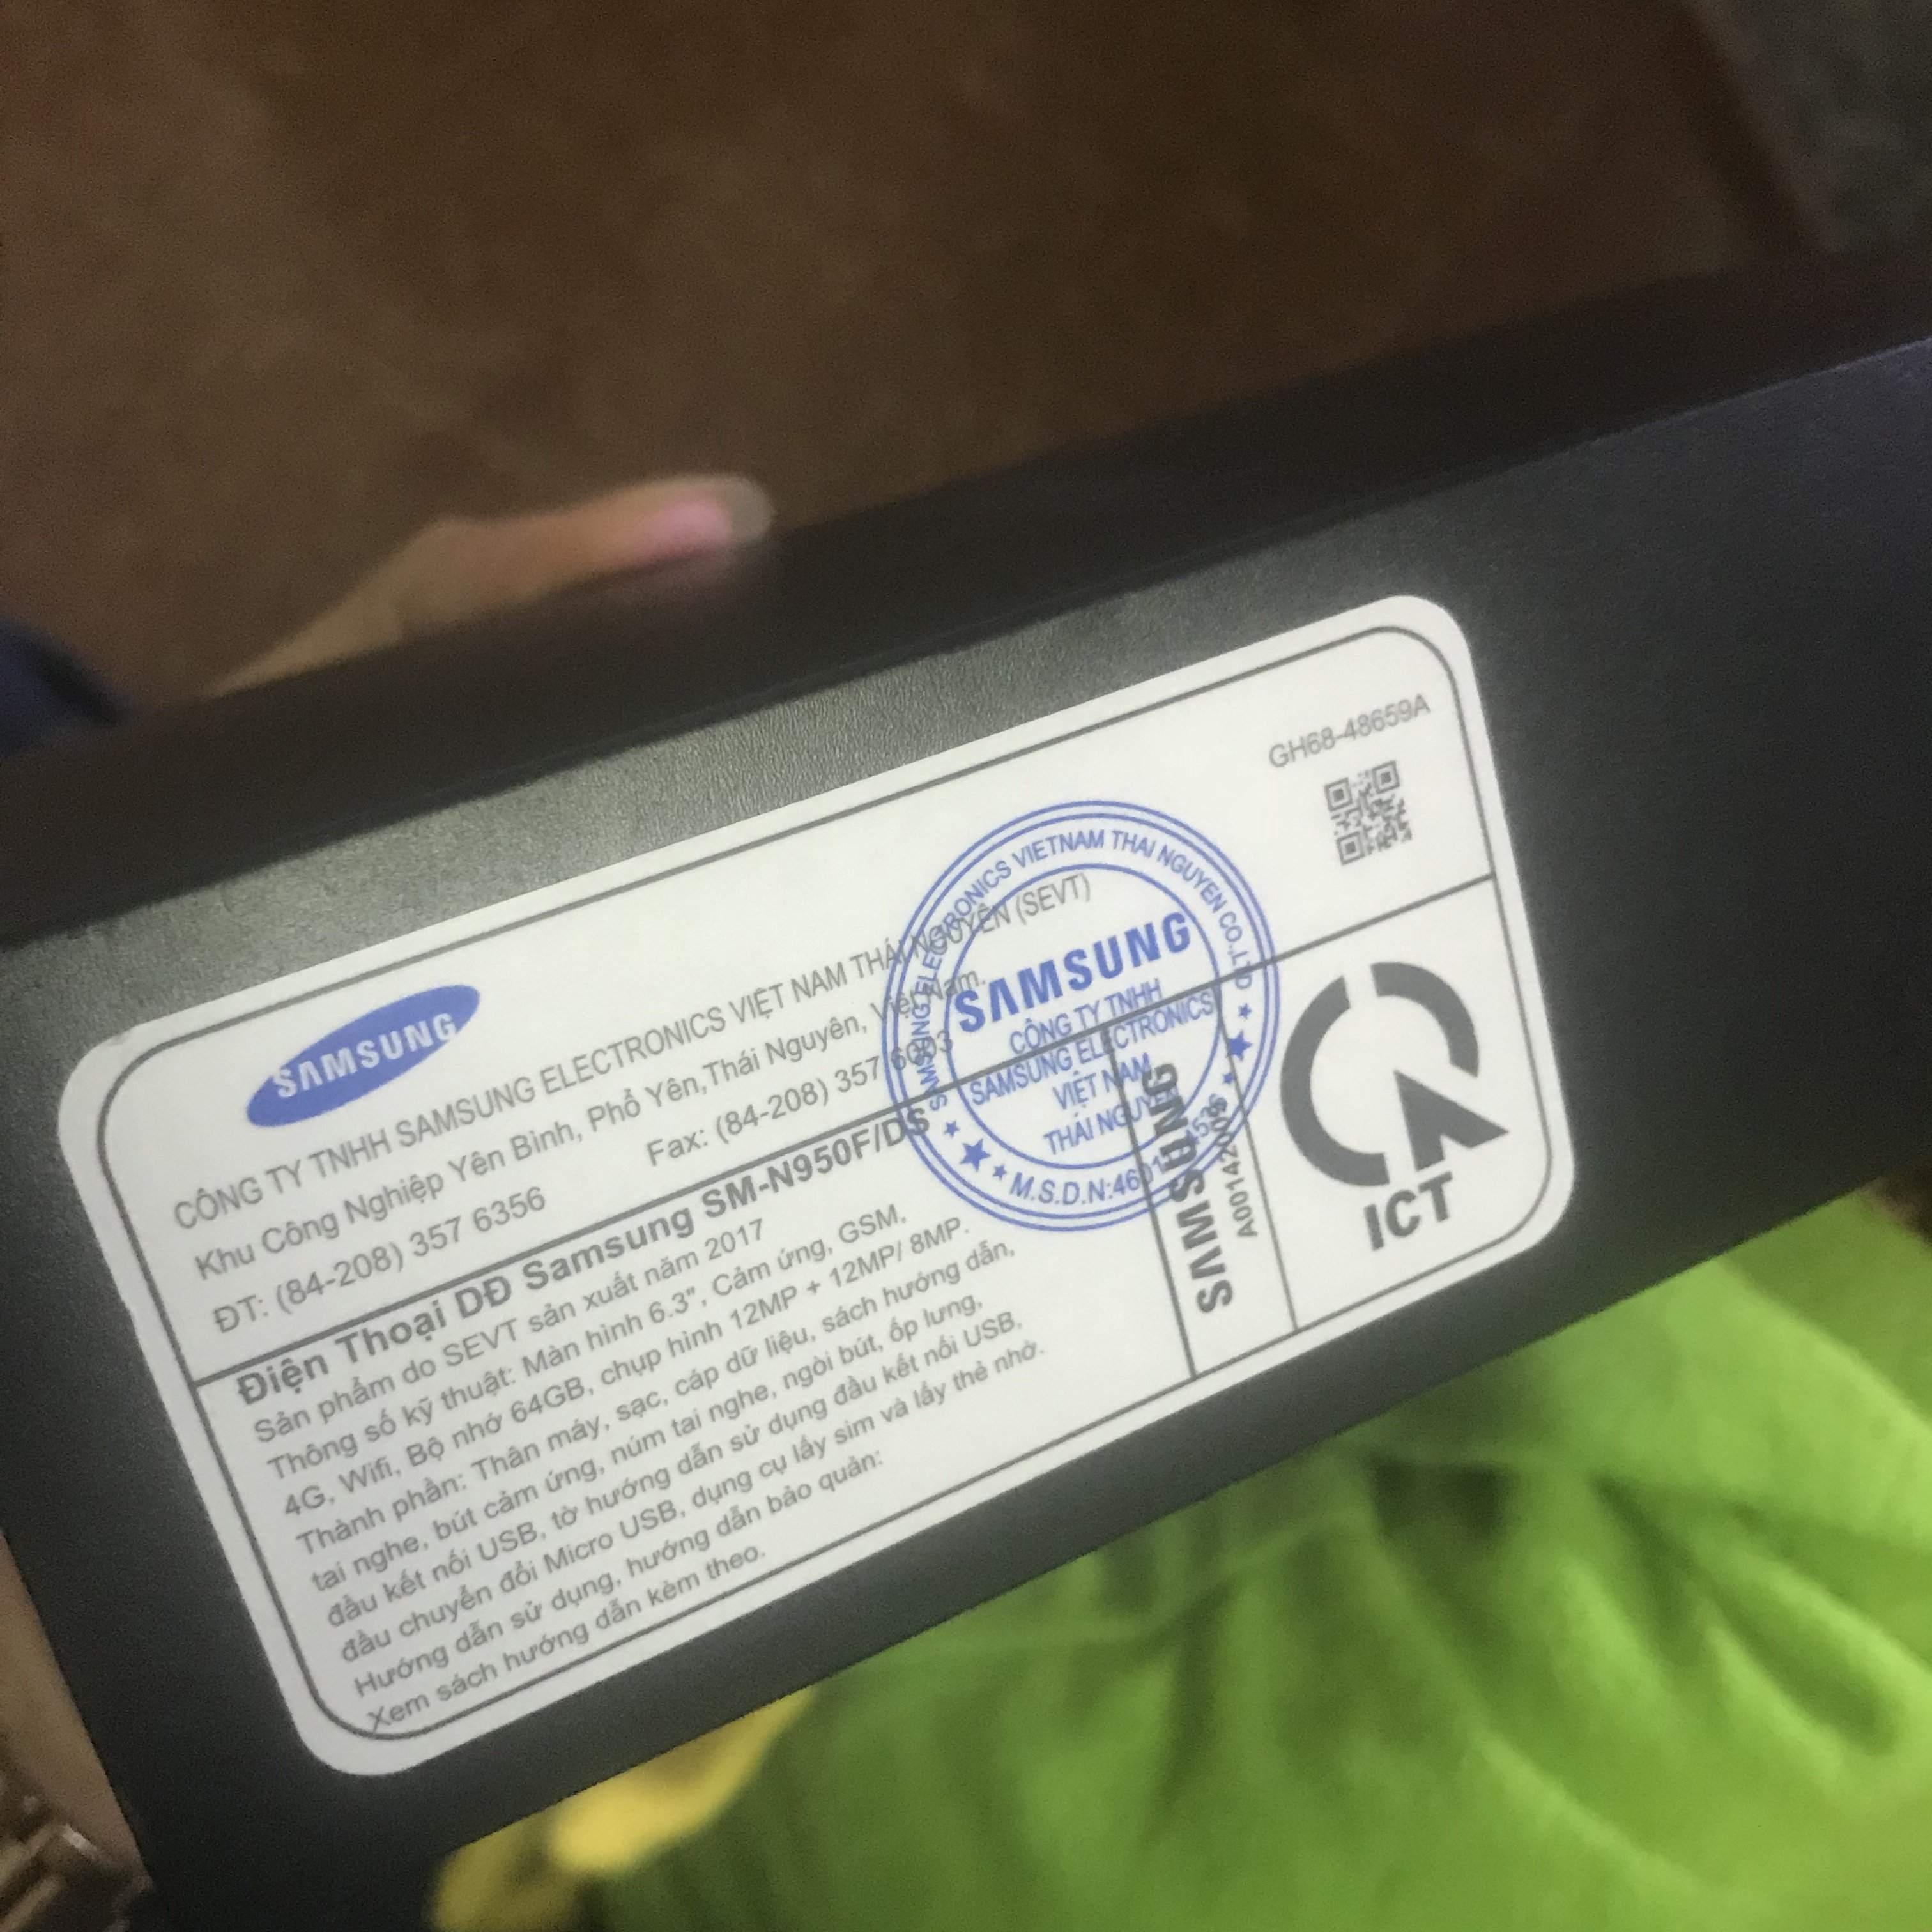 SAMSUNG
CÔNG TY TNHH SAMSUNG ELECTRONICS VIỆT NAM THÁI NGUYÊN (SEVT)
Khu Công Nghiệp Yên Bình, Phổ Yên,Thái Nguyên, Việt Nam.
ĐT: (84-208) 357 6356 Fax: (84-208) 357 6093
GH68-48659A
Điện Thoại DĐ Samsung SM-N950F/DS
Sản phẩm do SEVT sản xuất năm 2017
Thông số kỹ thuật: Màn hình 6.3", Cảm ứng, GSM,
4G, Wifi, Bộ nhớ 64GB, chụp hình 12MP + 12MP/ 8MP.
Thành phần: Thân máy, sạc, cáp dữ liệu, sách hướng dẫn,
tai nghe, bút cảm ứng, núm tai nghe, ngòi bút, ốp lưng,
đầu kết nối USB, tờ hướng dẫn sử dụng đầu kết nối USB,
đầu chuyển đổi Micro USB, dụng cụ lấy sim và lấy thẻ nhớ.
Hướng dẫn sử dụng, hướng dẫn bảo quản:
Xem sách hướng dẫn kèm theo.
SAMSUNG ELECTRONICS VIETNAM THAI NGUYEN CO.,LTD
SAMSUNG
CÔNG TY TNHH
SAMSUNG ELECTRONICS
VIỆT NAM
THÁI NGUYÊN
M.S.D.N:
SAMSUNG
ICT